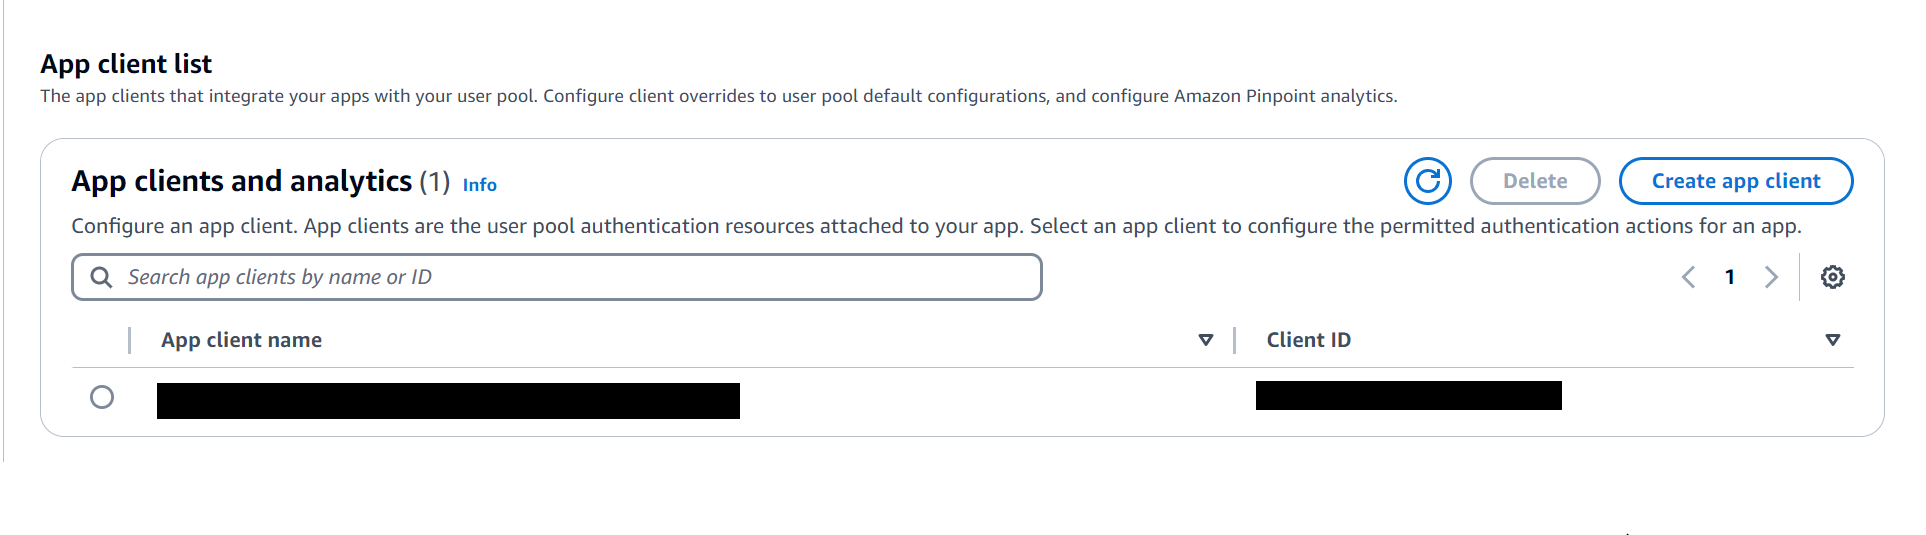 App client list
The app clients that integrate your apps with your user pool. Configure client overrides to user pool default configurations, and configure Amazon Pinpoint analytics.
App clients and analytics (1) Info
Delete
Create app client
Configure an app client. App clients are the user pool authentication resources attached to your app. Select an app client to configure the permitted authentication actions for an app.
Search app clients by name or ID
1
App client name
Client ID